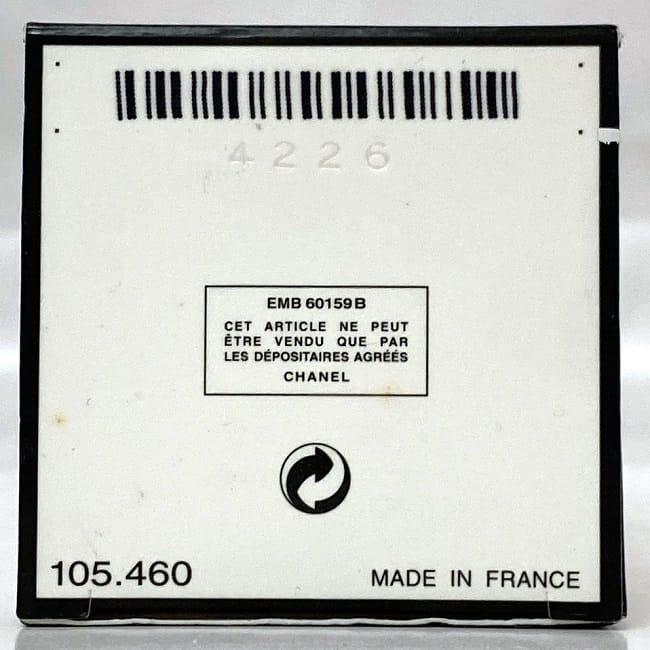 4226
EMB 60159 B
CET ARTICLE NE PEUT
ÊTRE VENDU QUE PAR
LES DÉPOSITAIRES AGRÉÉS
CHANEL
105.460
MADE IN FRANCE